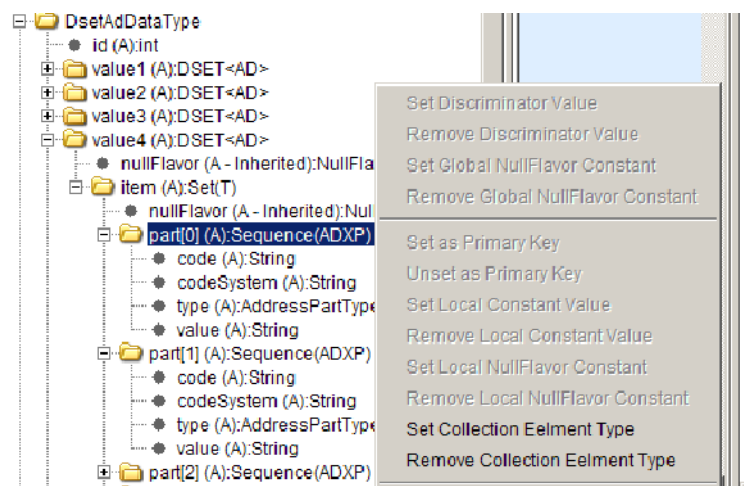 DsetAdDataType
id (A):int
value1 (A):DSET<AD>
value2 (A):DSET<AD>
value3 (A):DSET<AD>
value4 (A):DSET<AD>
nullFlavor (A - Inherited):NullFla
item (A):Set(T)
nullFlavor (A - Inherited):Null
part[0] (A):Sequence(ADXP)
code (A):String
codeSystem (A):String
type (A):AddressPartType
value (A):String
part[1] (A):Sequence(ADXP)
code (A):String
codeSystem (A):String
type (A):AddressPartType
value (A):String
part[2] (A):Sequence(ADXP)
Set Discriminator Value
Remove Discriminator Value
Set Global NullFlavor Constant
Remove Global NullFlavor Constant
Set as Primary Key
Unset as Primary Key
Set Local Constant Value
Remove Local Constant Value
Set Local NullFlavor Constant
Remove Local NullFlavor Constant
Set Collection Eelment Type
Remove Collection Eelment Type